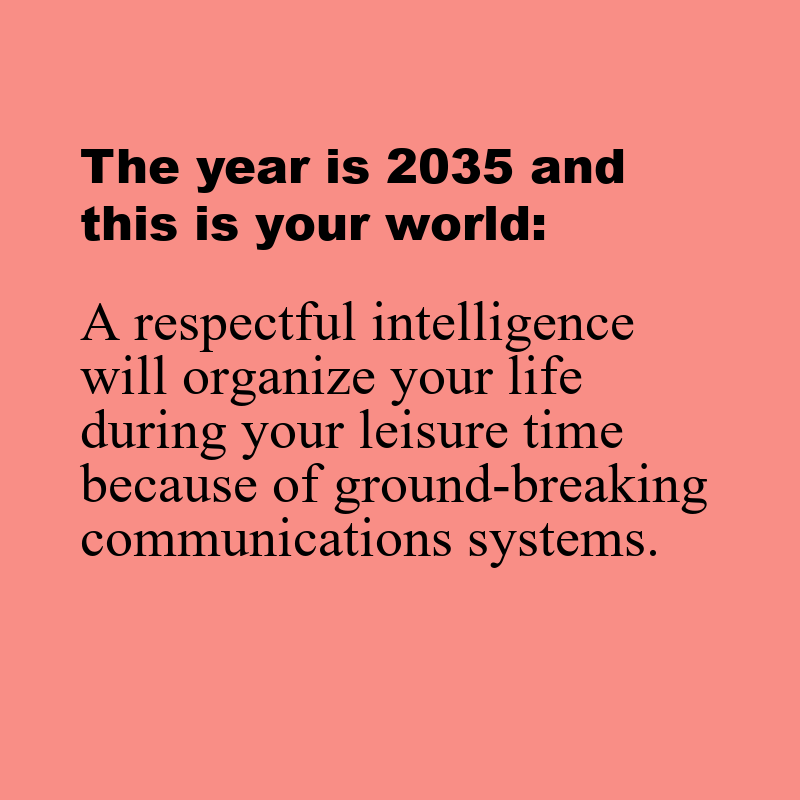 The year is 2035 and
this is your world:
A respectful intelligence
will organize your life
during your leisure time
because of ground-breaking
communications systems.